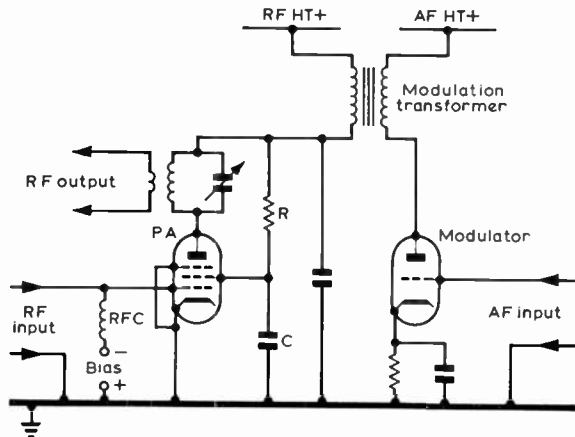 RF HT+
AF HT+
Modulation
transformer
RF output
R
PA
Modulator
RF
input
RFC
C
AF input
−
Bias
+